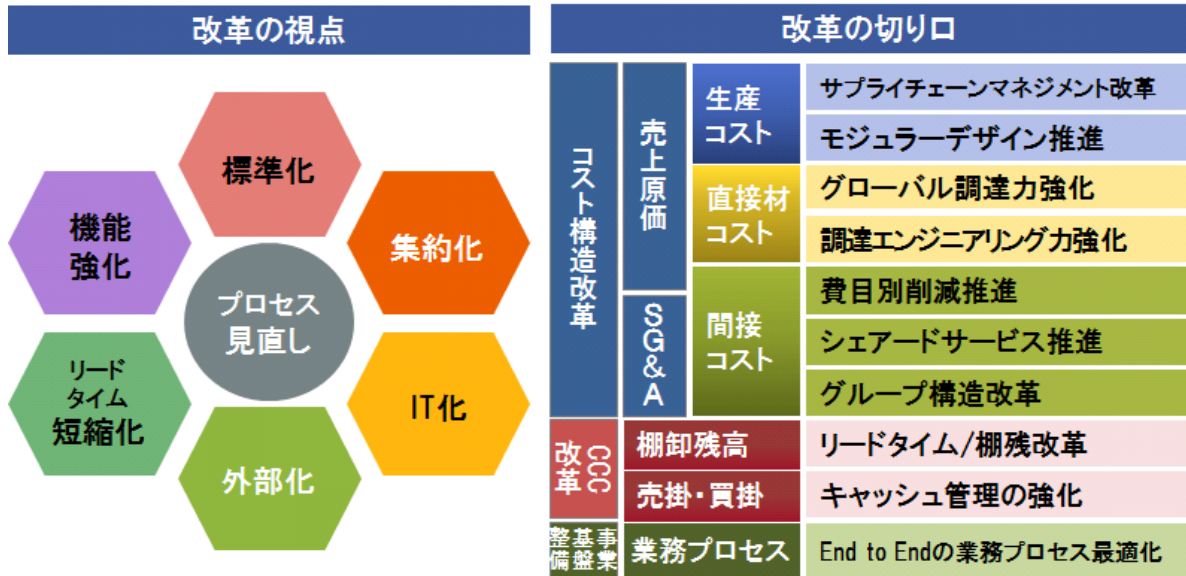 改革の視点
標準化
機能
強化
集約化
プロセス
見直し
リード
タイム
短縮化
IT化
外部化
改革の切り口
コスト構造改革
売上原価
生産
コスト
サプライチェーンマネジメント改革
モジュラーデザイン推進
直接材
コスト
グローバル調達力強化
調達エンジニアリング力強化
SG&A
間接
コスト
費目別削減推進
シェアードサービス推進
グループ構造改革
CCC
改革
棚卸残高
リードタイム/棚残改革
売掛・買掛
キャッシュ管理の強化
事業
基盤
整備
業務プロセス
End to Endの業務プロセス最適化